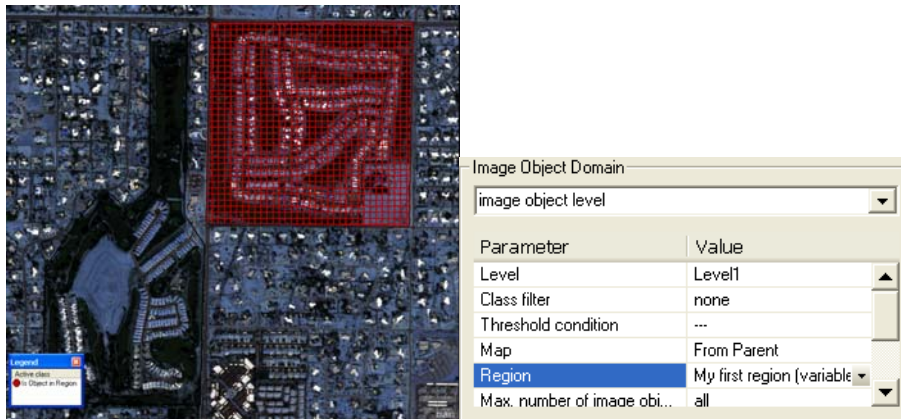 Legend
Active class
Is Object in Region
Image Object Domain
image object level
Parameter Value
Level Level1
Class filter none
Threshold condition ---
Map From Parent
Region My first region (variable
Max. number of image obj... all